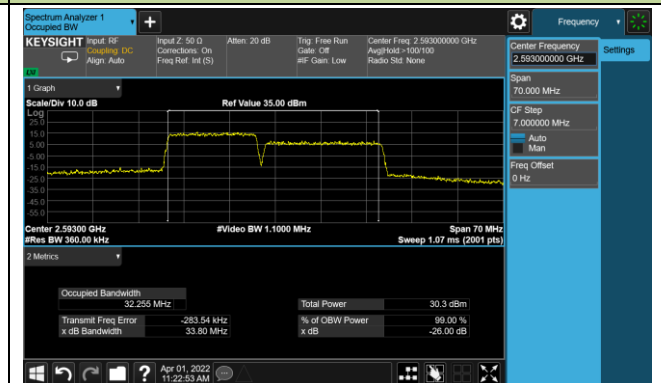 Spectrum Analyzer 1
Occupied BW
Frequency
KEYSIGHT
Input: RF
Coupling: DC
Align: Auto
Input Z: 50 Ω
Corrections: On
Freq Ref: Int (S)
Atten: 20 dB
Trig: Free Run
Gate: Off
#IF Gain: Low
Center Freq: 2.593000000 GHz
Avg|Hold:>100/100
Radio Std: None
Center Frequency
2.593000000 GHz
Settings
Span
70.000 MHz
CF Step
7.000000 MHz
Auto
Man
Freq Offset
0 Hz
1 Graph
Scale/Div 10.0 dB
Ref Value 35.00 dBm
Log
25.0
15.0
5.00
-5.00
-15.0
-25.0
-35.0
-45.0
-55.0
Center 2.59300 GHz
#Video BW 1.1000 MHz
Span 70 MHz
#Res BW 360.00 kHz
Sweep 1.07 ms (2001 pts)
2 Metrics
Occupied Bandwidth
32.255 MHz
Total Power
30.3 dBm
Transmit Freq Error
-283.54 kHz
% of OBW Power
99.00 %
x dB Bandwidth
33.80 MHz
x dB
-26.00 dB
Apr 01, 2022
11:22:53 AM